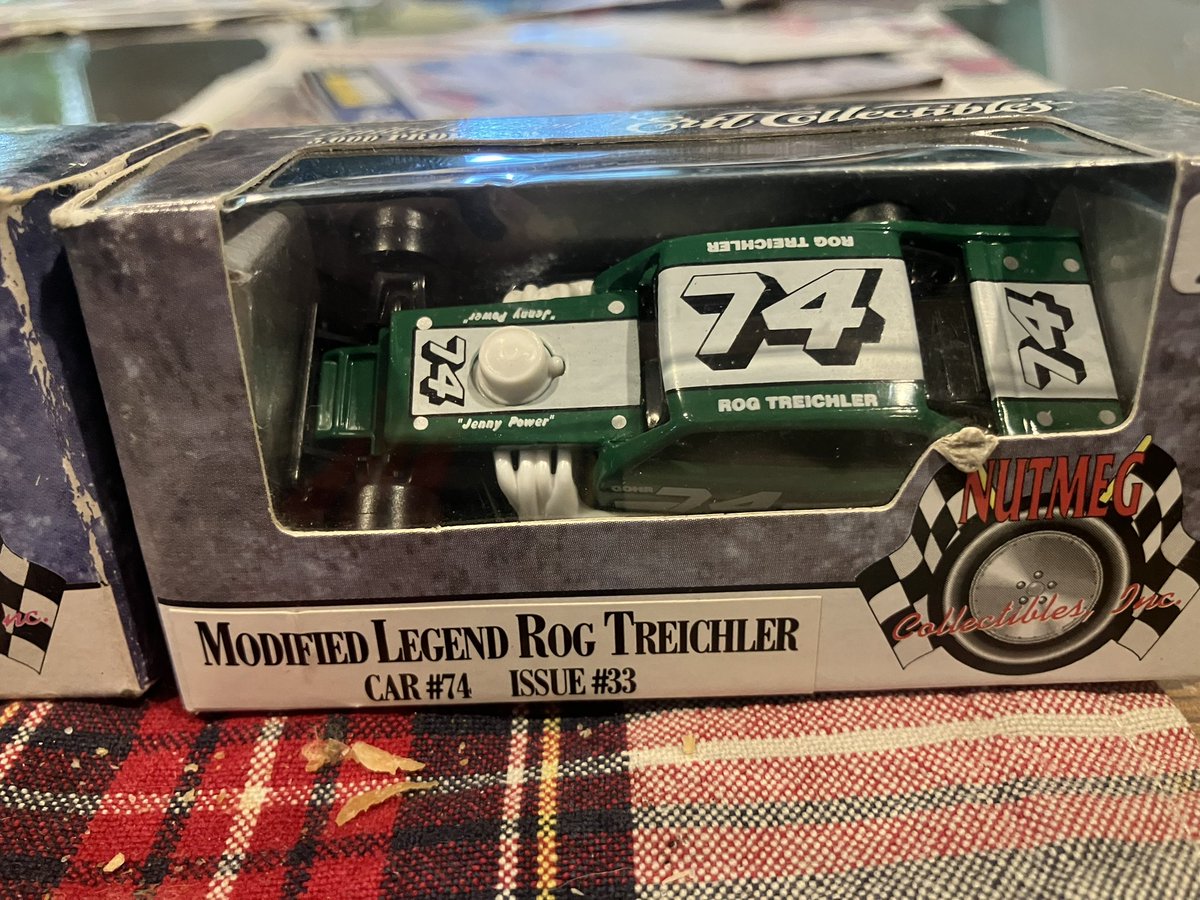 Ertl Collectibles
ROG TREICHLER
74
"Jenny Power"
74
74
ROG TREICHLER
"Jenny Power"
74
NUTMEG
Collectibles, Inc.
nc.
MODIFIED LEGEND ROG TREICHLER
CAR #74 ISSUE #33